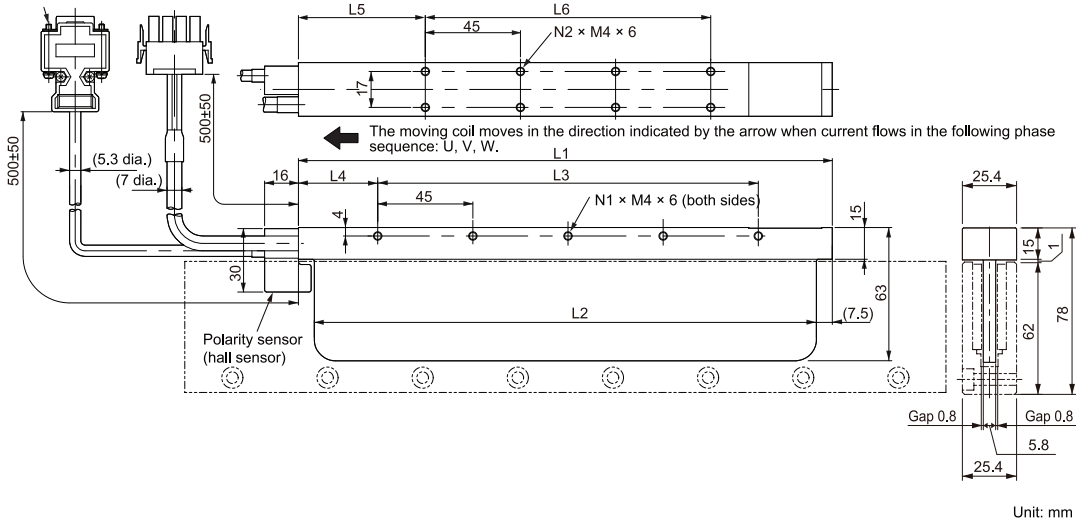 L5
L6
45
N2 × M4 × 6
17
500±50
500±50
The moving coil moves in the direction indicated by the arrow when current flows in the following phase
sequence: U, V, W.
L1
(5.3 dia.)
(7 dia.)
16
L4
L3
25.4
45
N1 × M4 × 6 (both sides)
4
15
15
1
30
63
62
78
L2
(7.5)
Polarity sensor
(hall sensor)
Gap 0.8
Gap 0.8
5.8
25.4
Unit: mm